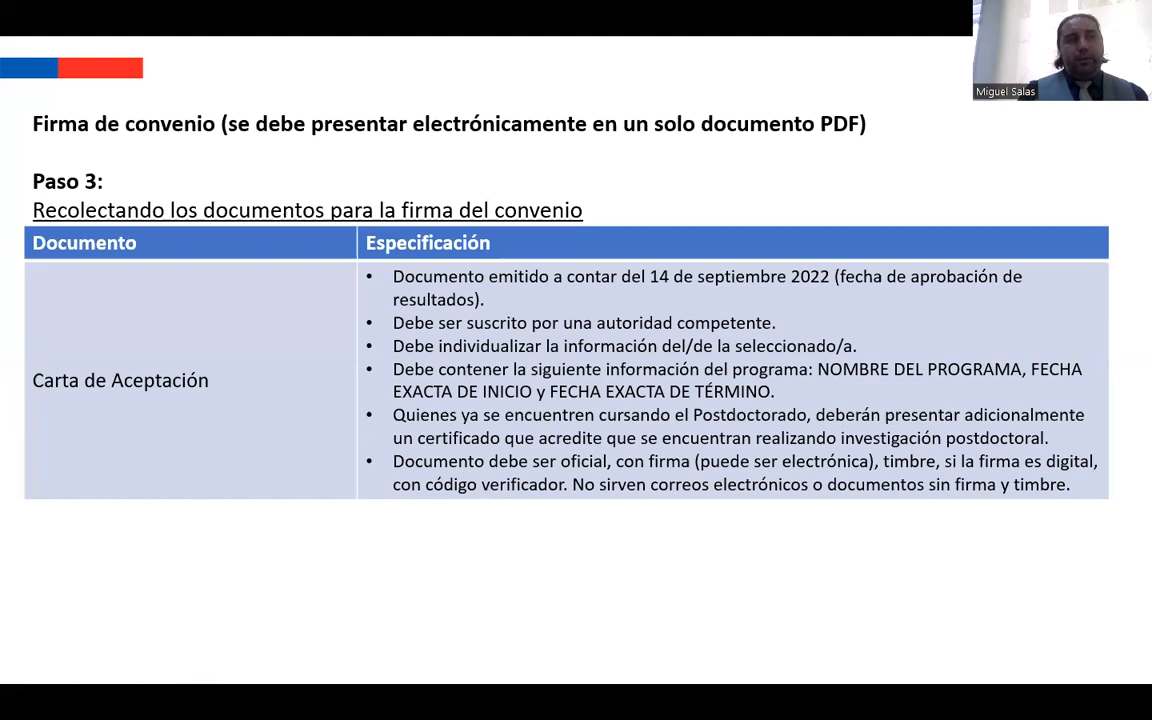 Miguel Salas
Firma de convenio (se debe presentar electrónicamente en un solo documento PDF)
Paso 3:
Recolectando los documentos para la firma del convenio
Documento
Especificación
Carta de Aceptación
• Documento emitido a contar del 14 de septiembre 2022 (fecha de aprobación de
resultados).
• Debe ser suscrito por una autoridad competente.
• Debe individualizar la información del/de la seleccionado/a.
• Debe contener la siguiente información del programa: NOMBRE DEL PROGRAMA, FECHA
EXACTA DE INICIO y FECHA EXACTA DE TÉRMINO.
• Quienes ya se encuentren cursando el Postdoctorado, deberán presentar adicionalmente
un certificado que acredite que se encuentran realizando investigación postdoctoral.
• Documento debe ser oficial, con firma (puede ser electrónica), timbre, si la firma es digital,
con código verificador. No sirven correos electrónicos o documentos sin firma y timbre.